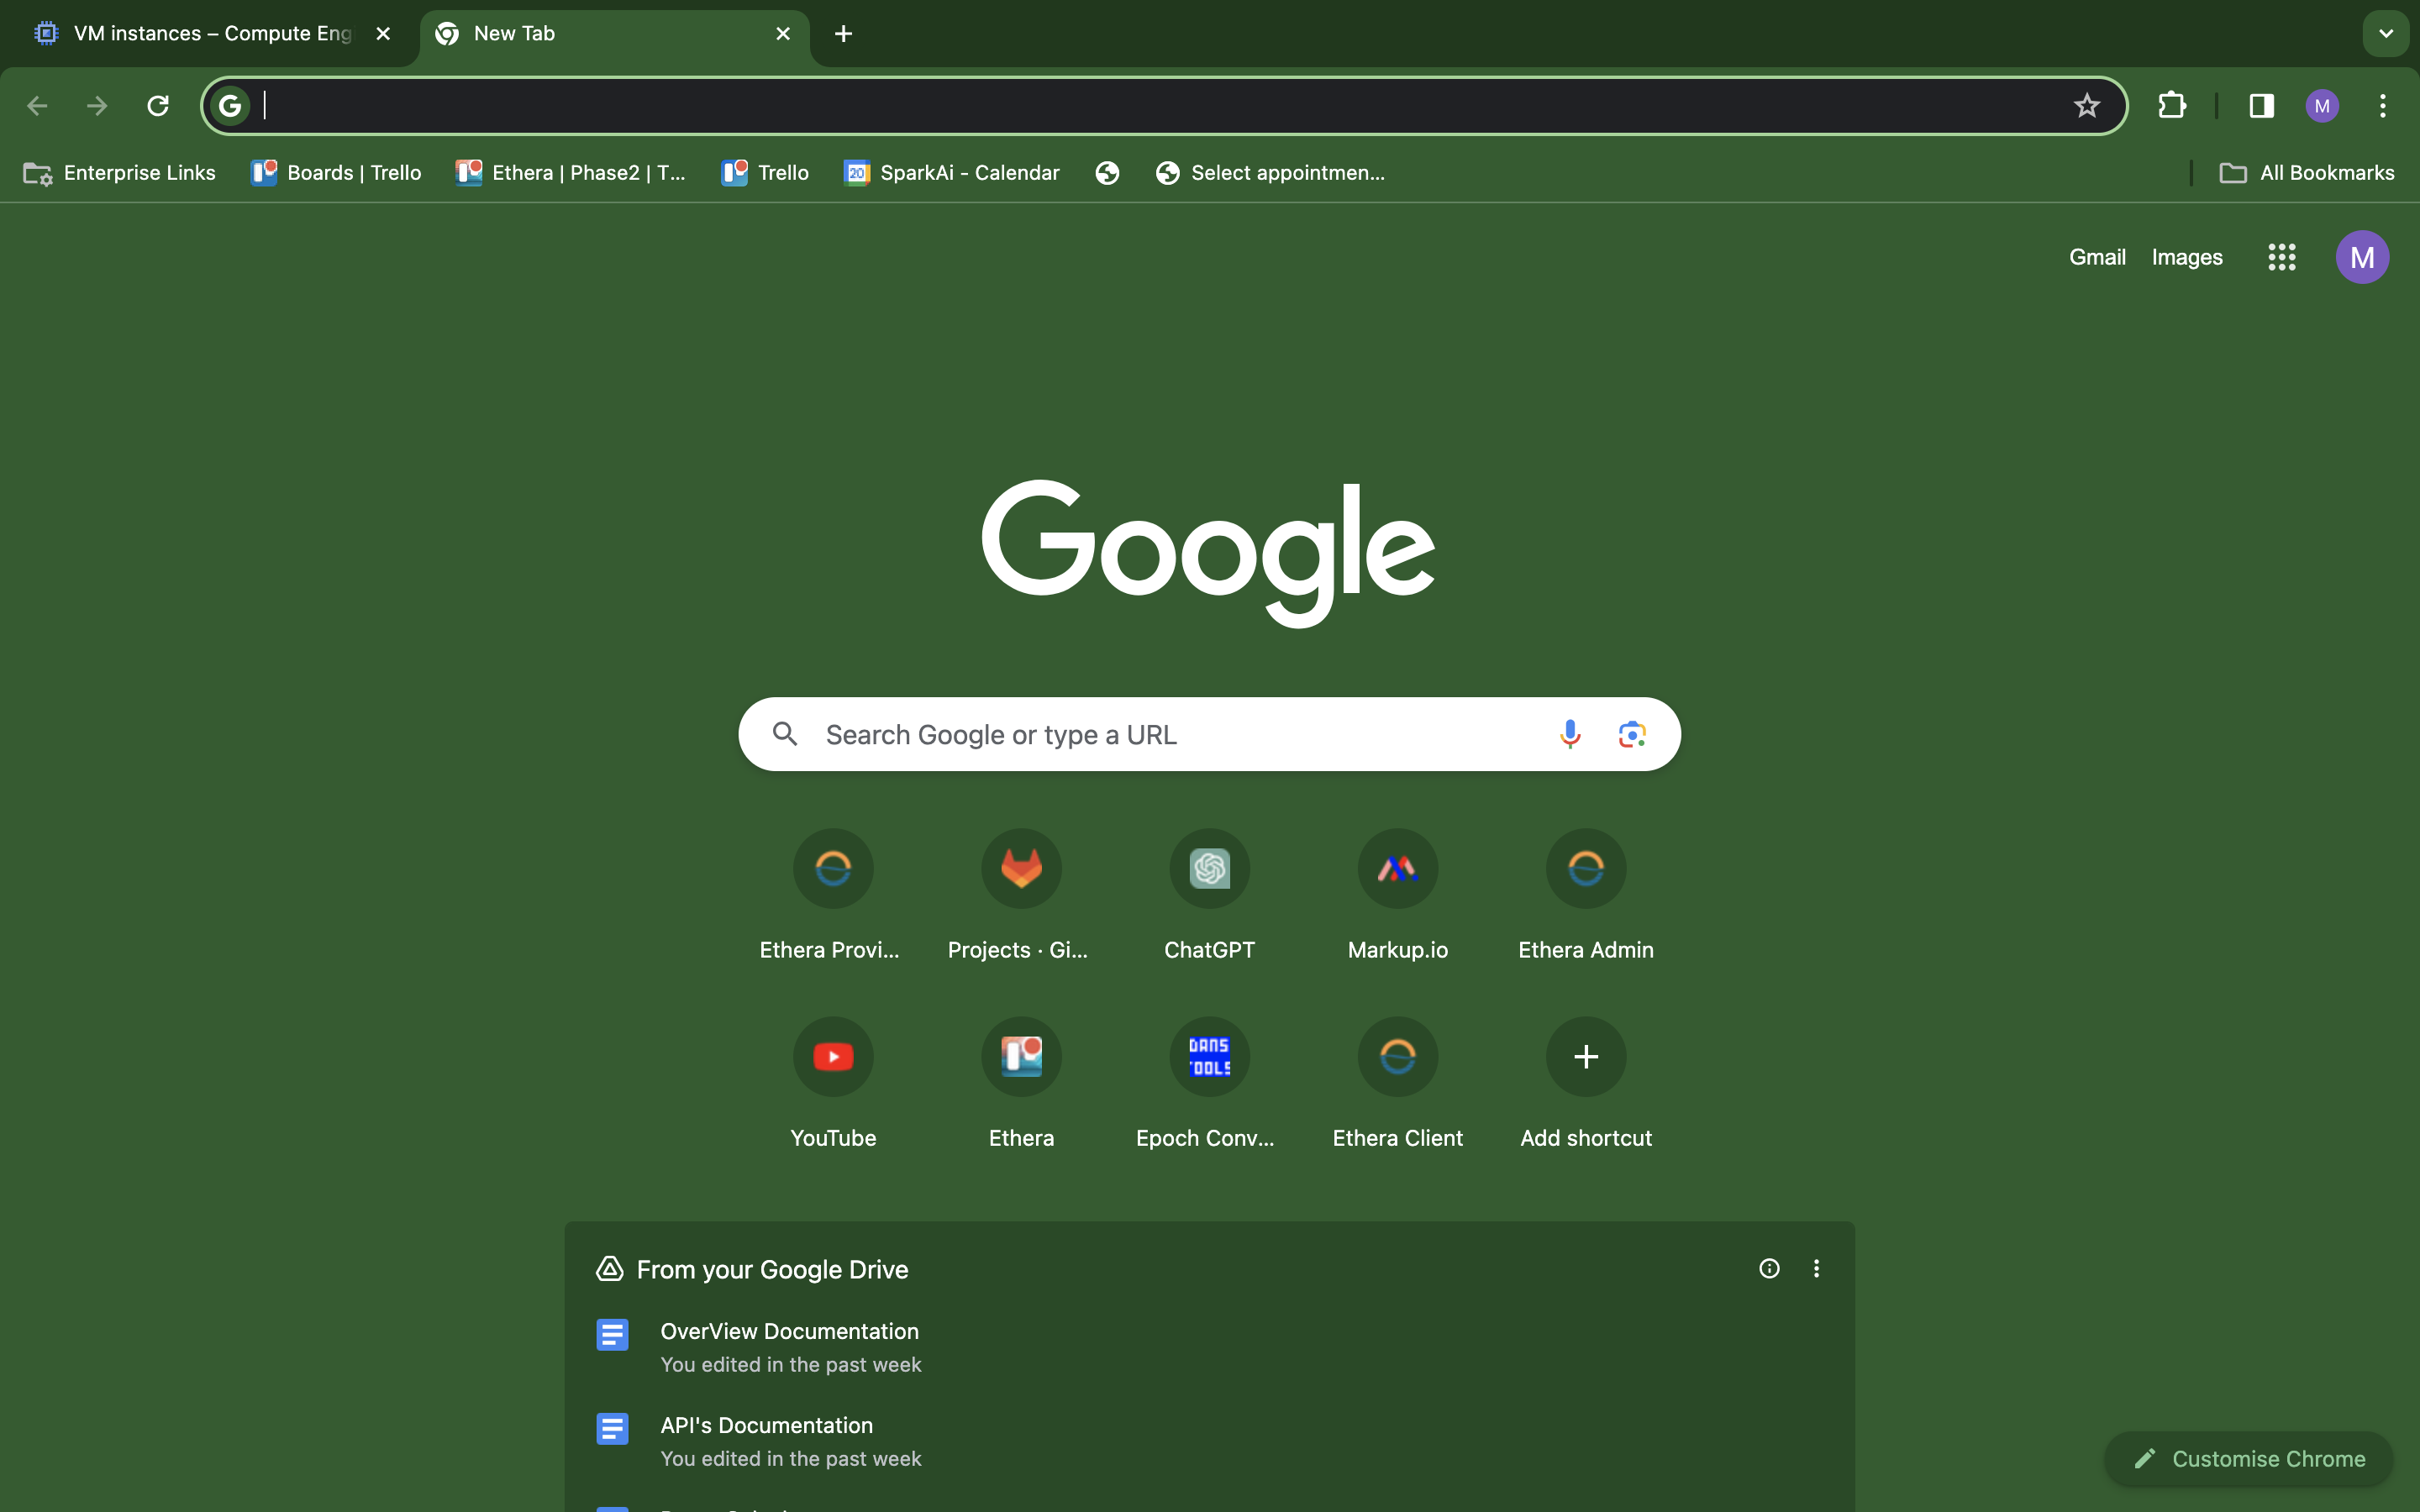 VM instances – Compute Eng
New Tab
Enterprise Links
Boards | Trello
Ethera | Phase2 | T...
Trello
20
SparkAi - Calendar
Select appointmen...
All Bookmarks
M
Gmail
Images
M
Google
Search Google or type a URL
Ethera Provi...
Projects · Gi...
ChatGPT
Markup.io
Ethera Admin
DANS
TOOLS
YouTube
Ethera
Epoch Conv...
Ethera Client
Add shortcut
From your Google Drive
OverView Documentation
You edited in the past week
API's Documentation
You edited in the past week
Customise Chrome